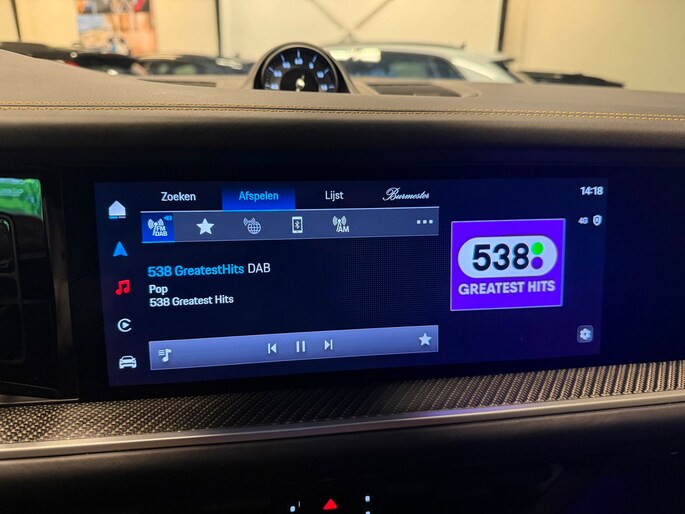 Zoeken
Afspelen
Lijst
Burmester
14:18
FM
DAB
AM
4G
538 GreatestHits DAB
Pop
538 Greatest Hits
538
GREATEST HITS